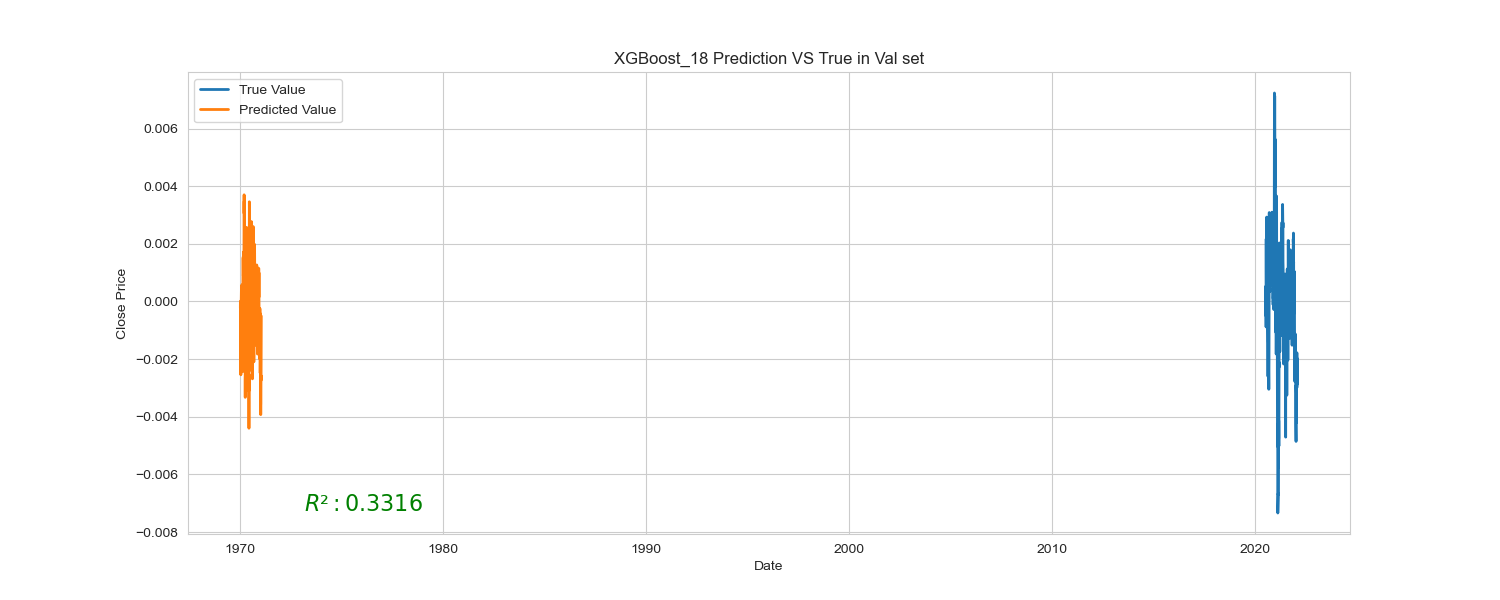 XGBoost_18 Prediction VS True in Val set
True Value
Predicted Value
0.006
0.004
0.002
0.000
−0.002
−0.004
−0.006
−0.008
Close Price
R² : 0.3316
1970
1980
1990
2000
2010
2020
Date